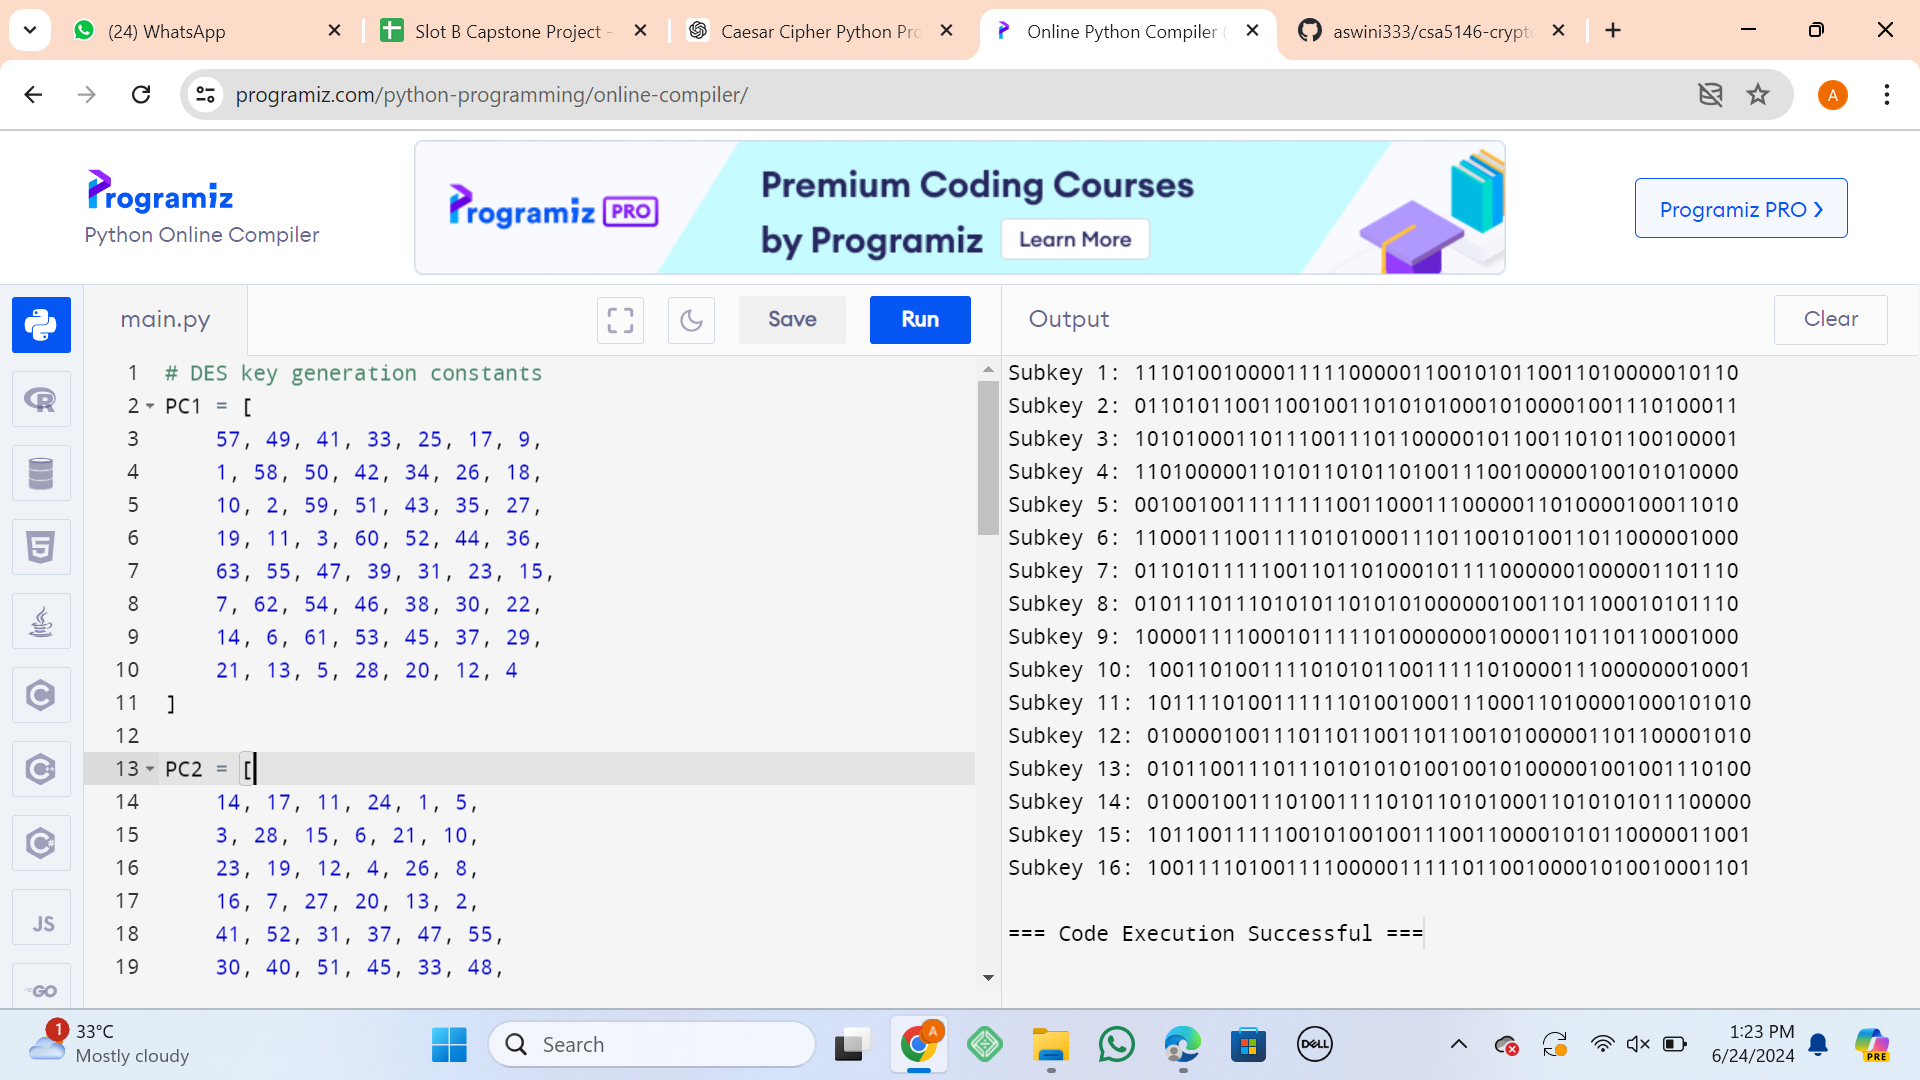 (24) WhatsApp
Slot B Capstone Project -
Caesar Cipher Python Pro
Online Python Compiler (
aswini333/csa5146-crypto
programiz.com/python-programming/online-compiler/
A
Programiz
Python Online Compiler
Programiz PRO
Premium Coding Courses
by Programiz
Learn More
Programiz PRO ❯
main.py
Save
Run
Output
Clear
1 # DES key generation constants
2 PC1 = [
3 57, 49, 41, 33, 25, 17, 9,
4 1, 58, 50, 42, 34, 26, 18,
5 10, 2, 59, 51, 43, 35, 27,
6 19, 11, 3, 60, 52, 44, 36,
7 63, 55, 47, 39, 31, 23, 15,
8 7, 62, 54, 46, 38, 30, 22,
9 14, 6, 61, 53, 45, 37, 29,
10 21, 13, 5, 28, 20, 12, 4
11 ]
12
13 PC2 = [
14 14, 17, 11, 24, 1, 5,
15 3, 28, 15, 6, 21, 10,
16 23, 19, 12, 4, 26, 8,
17 16, 7, 27, 20, 13, 2,
18 41, 52, 31, 37, 47, 55,
19 30, 40, 51, 45, 33, 48,
Subkey 1: 111010010000111110000011001010110011010000010110
Subkey 2: 011010110011001001101010100010100001001110100011
Subkey 3: 101010001101110011101100000101100110101100100001
Subkey 4: 110100000110101101011010011100100000100101010000
Subkey 5: 001001001111111100110001110000011010000100011010
Subkey 6: 110001110011110101000111011001010011011000001000
Subkey 7: 011010111110011011010001011110000001000001101110
Subkey 8: 010111011101010110101010000001001101100010101110
Subkey 9: 100001111000101111101000000010000110110110001000
Subkey 10: 100110100111101010110011111010000111000000010001
Subkey 11: 101111010011111101001000111000110100001000101010
Subkey 12: 010000100111011011001101100101000001101100001010
Subkey 13: 010110011101110101010100100101000001001001110100
Subkey 14: 010001001110100111101011010100011010101011100000
Subkey 15: 101100111110010100100111001100001010110000011001
Subkey 16: 100111101001111000001111101100100001010010001101
=== Code Execution Successful ===
JS
GO
1
33°C
Mostly cloudy
Search
A
DELL
1:23 PM
6/24/2024
PRE